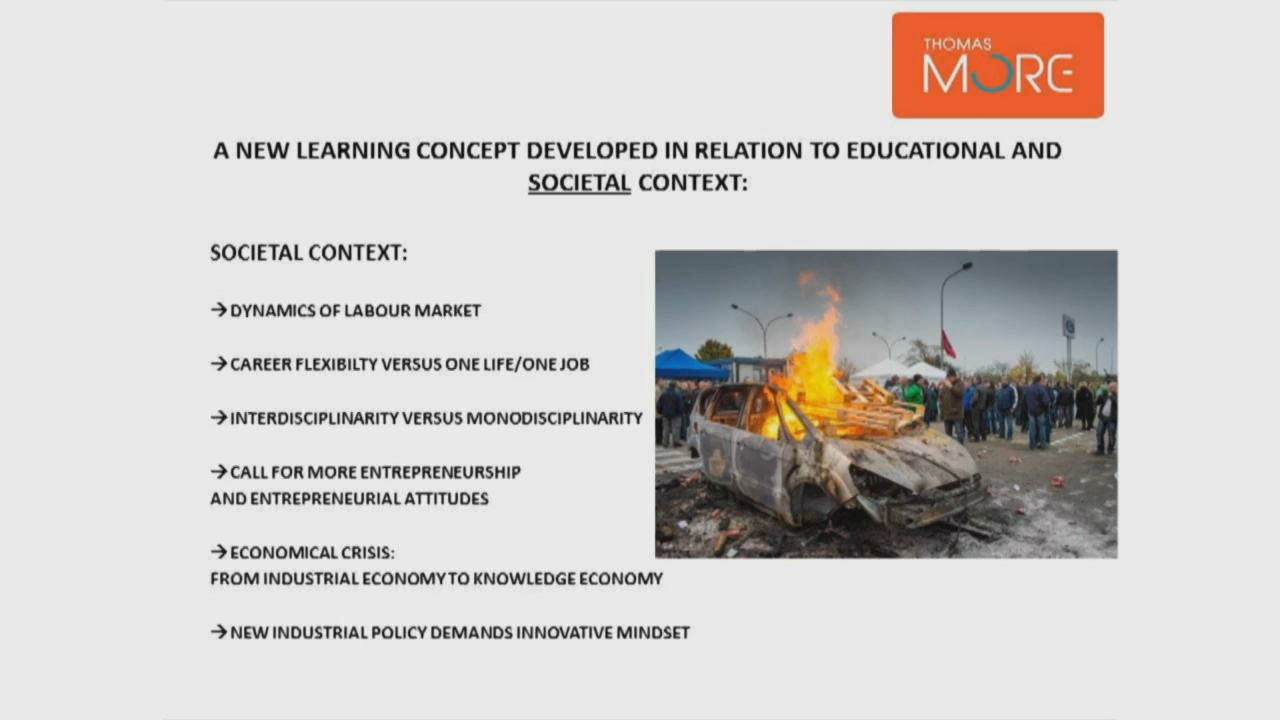 THOMAS
MORE
A NEW LEARNING CONCEPT DEVELOPED IN RELATION TO EDUCATIONAL AND
SOCIETAL CONTEXT:
SOCIETAL CONTEXT:
→DYNAMICS OF LABOUR MARKET
→CAREER FLEXIBILTY VERSUS ONE LIFE/ONE JOB
→INTERDISCIPLINARITY VERSUS MONODISCIPLINARITY
→CALL FOR MORE ENTREPRENEURSHIP
AND ENTREPRENEURIAL ATTITUDES
→ECONOMICAL CRISIS:
FROM INDUSTRIAL ECONOMY TO KNOWLEDGE ECONOMY
→NEW INDUSTRIAL POLICY DEMANDS INNOVATIVE MINDSET